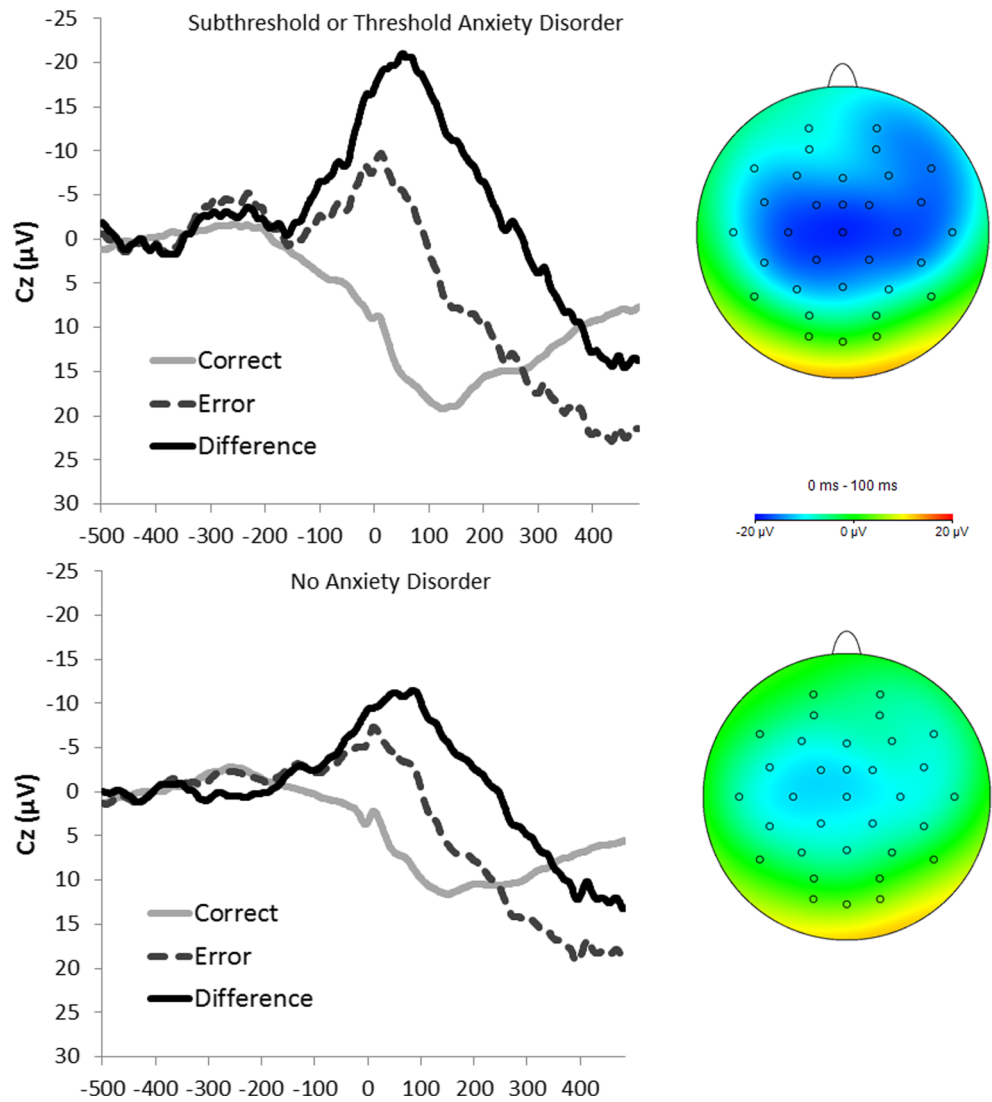 Subthreshold or Threshold Anxiety Disorder
Cz (µV)
-25
-20
-15
-10
-5
0
5
10
15
20
25
30
Correct
Error
Difference
-500 -400 -300 -200 -100 0 100 200 300 400
0 ms - 100 ms
-20 µV 0 µV 20 µV
No Anxiety Disorder
Cz (µV)
-25
-20
-15
-10
-5
0
5
10
15
20
25
30
Correct
Error
Difference
-500 -400 -300 -200 -100 0 100 200 300 400